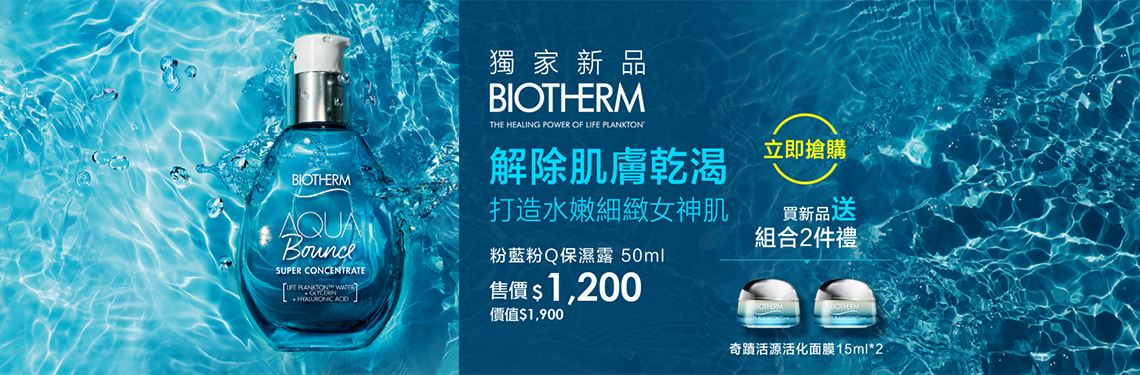 BIOTHERM
AQUA
Bounce
SUPER CONCENTRATE
LIFE PLANKTON™ WATER
+ GLYCERIN
+ HYALURONIC ACID
獨家新品
BIOTHERM
THE HEALING POWER OF LIFE PLANKTON™
解除肌膚乾渴
打造水嫩細緻女神肌
粉藍粉Q保濕露 50ml
售價$1,200
價值$1,900
立即搶購
買新品送
組合2件禮
BIOTHERM
LIFE PLANKTON™
BIOTHERM
LIFE PLANKTON™
奇蹟活源活化面膜15ml*2